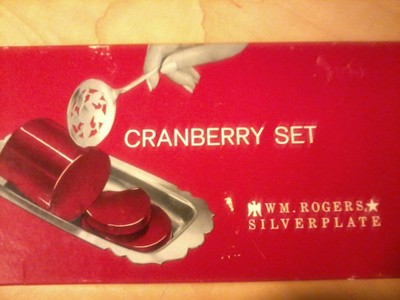 CRANBERRY SET
WM. ROGERS
SILVERPLATE